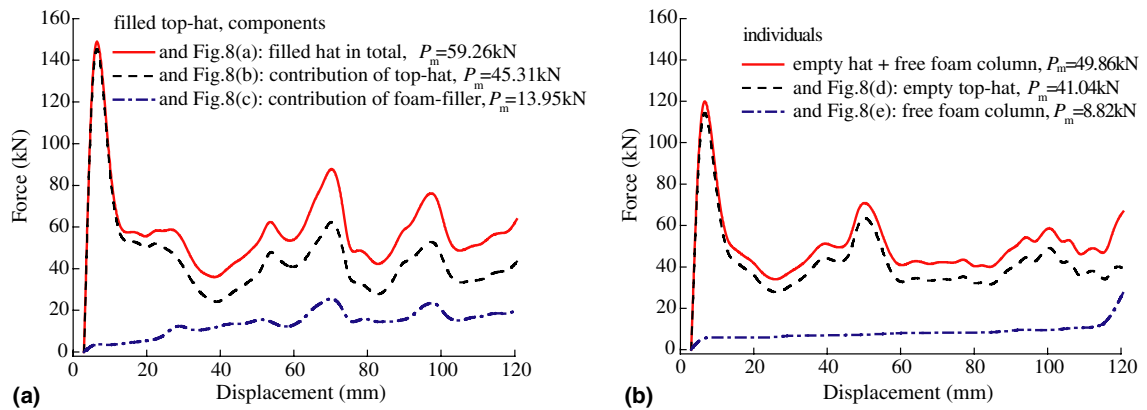 160
140
120
100
80
60
40
20
0
Force (kN)
filled top-hat, components
and Fig.8(a): filled hat in total, Pm=59.26kN
and Fig.8(b): contribution of top-hat, Pm=45.31kN
and Fig.8(c): contribution of foam-filler, Pm=13.95kN
0 20 40 60 80 100 120
Displacement (mm)
(a)
160
140
120
100
80
60
40
20
0
Force (kN)
individuals
empty hat + free foam column, Pm=49.86kN
and Fig.8(d): empty top-hat, Pm=41.04kN
and Fig.8(e): free foam column, Pm=8.82kN
0 20 40 60 80 100 120
Displacement (mm)
(b)